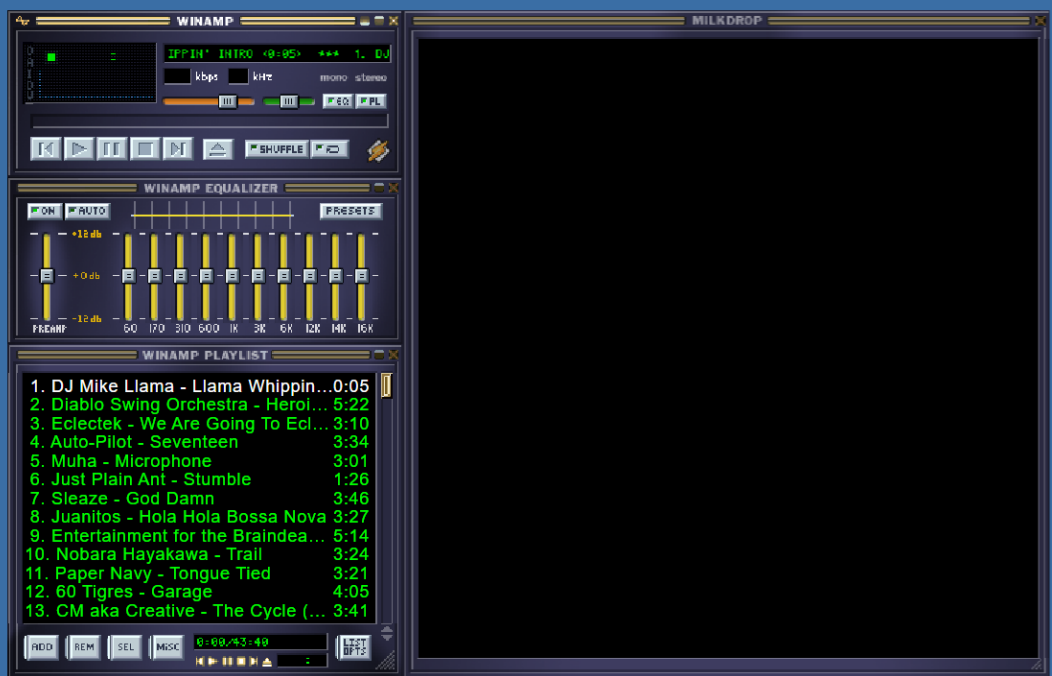 WINAMP
O
A
I
D
V
IPPIN' INTRO <0:05> *** 1. DJ
kbps kHz mono stereo
EQ PL
SHUFFLE
WINAMP EQUALIZER
ON AUTO PRESETS
+12db
+0db
-12db
PREAMP 60 170 310 600 1K 3K 6K 12K 14K 16K
WINAMP PLAYLIST
1. DJ Mike Llama - Llama Whippin...0:05
2. Diablo Swing Orchestra - Heroi... 5:22
3. Eclectek - We Are Going To Ecl... 3:10
4. Auto-Pilot - Seventeen 3:34
5. Muha - Microphone 3:01
6. Just Plain Ant - Stumble 1:26
7. Sleaze - God Damn 3:46
8. Juanitos - Hola Hola Bossa Nova 3:27
9. Entertainment for the Braindea... 5:14
10. Nobara Hayakawa - Trail 3:24
11. Paper Navy - Tongue Tied 3:21
12. 60 Tigres - Garage 4:05
13. CM aka Creative - The Cycle (... 3:41
ADD REM SEL MISC 0:00/43:40 LIST OPTS
:
MILKDROP